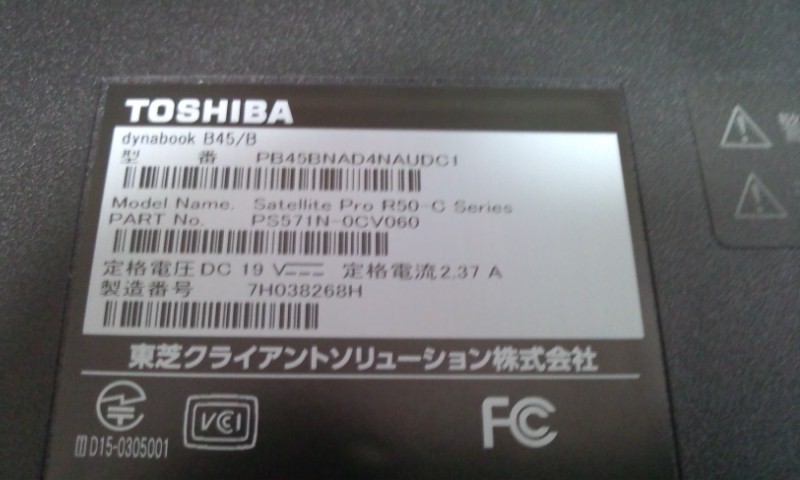 TOSHIBA
dynabook B45/B
型 番 PB45BNAD4NAUDC1
Model Name. Satellite Pro R50-C Series
PART No. PS571N-0CV060
定格電圧 DC 19 V 定格電流 2.37 A
製造番号 7H038268H
東芝クライアントソリューション株式会社
D15-0305001
VCI
FC
警